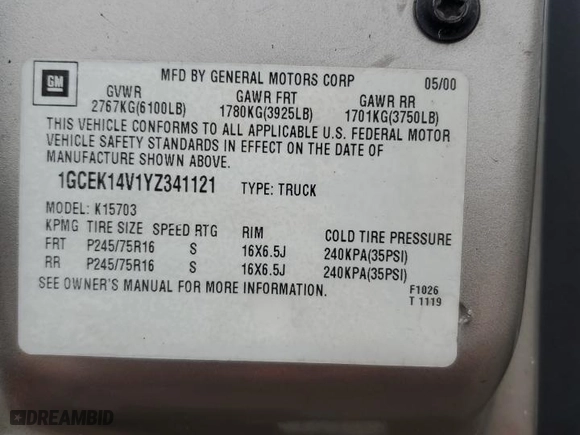 MFD BY GENERAL MOTORS CORP 05/00
GM
GVWR GAWR FRT GAWR RR
2767KG(6100LB) 1780KG(3925LB) 1701KG(3750LB)
THIS VEHICLE CONFORMS TO ALL APPLICABLE U.S. FEDERAL MOTOR
VEHICLE SAFETY STANDARDS IN EFFECT ON THE DATE OF
MANUFACTURE SHOWN ABOVE.
1GCEK14V1YZ341121 TYPE: TRUCK
MODEL: K15703
KPMG TIRE SIZE SPEED RTG RIM COLD TIRE PRESSURE
FRT P245/75R16 S 16X6.5J 240KPA(35PSI)
RR P245/75R16 S 16X6.5J 240KPA(35PSI)
SEE OWNER'S MANUAL FOR MORE INFORMATION.
F1026
T 1119
DREAMBID